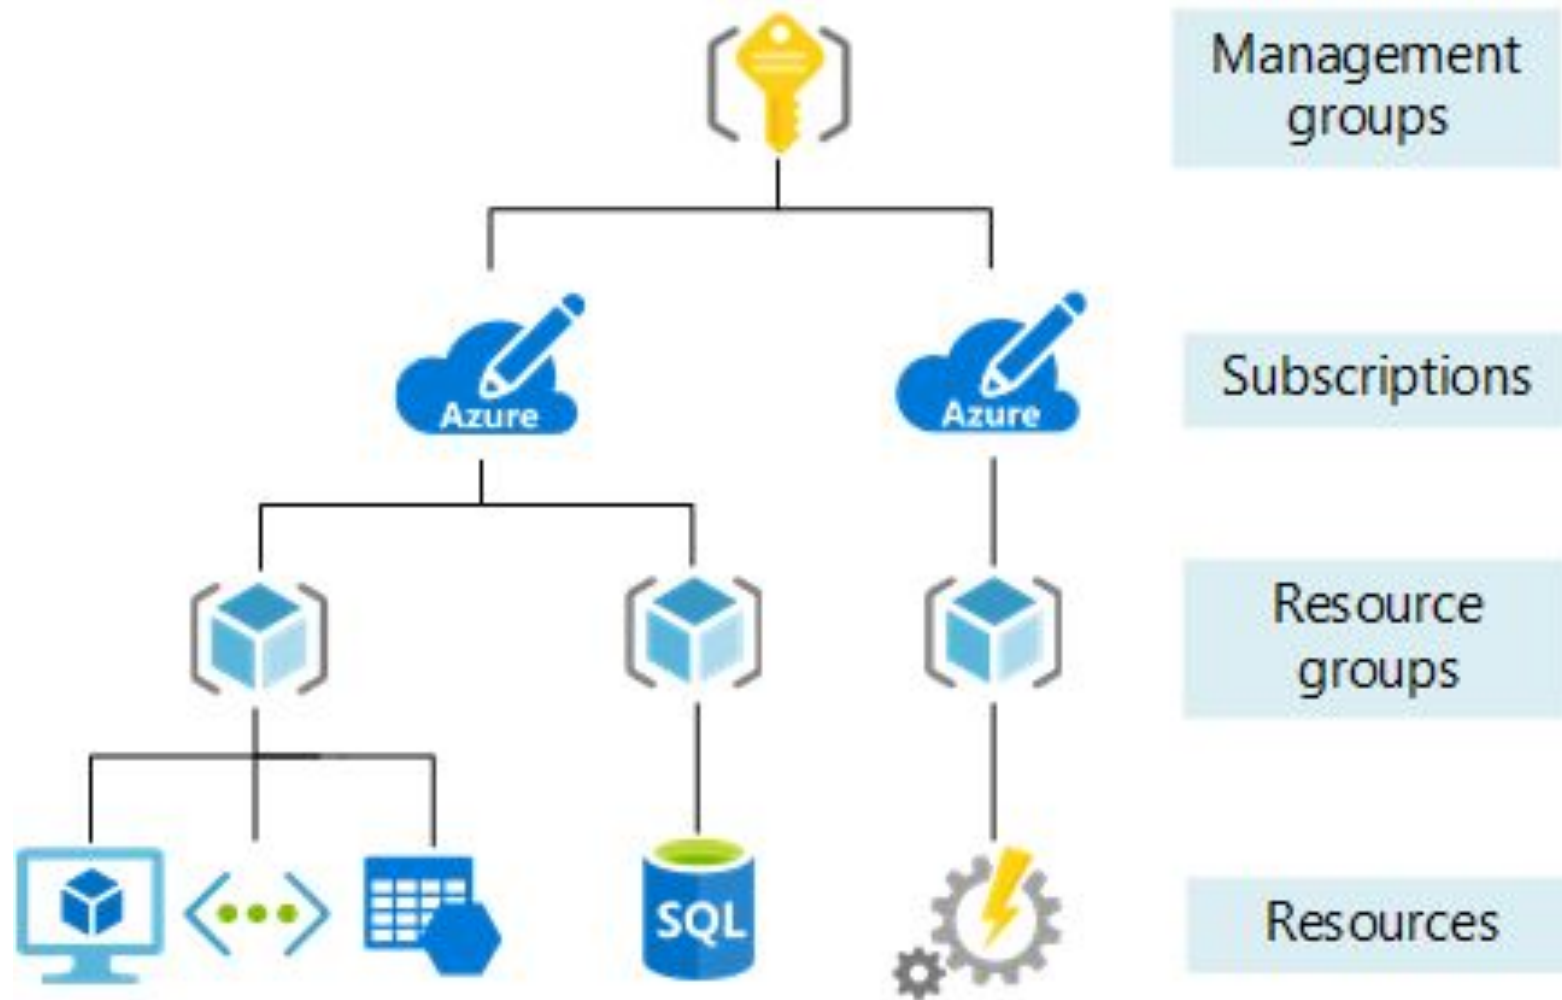 Management
groups
Azure
Azure
Subscriptions
Resource
groups
SQL
Resources